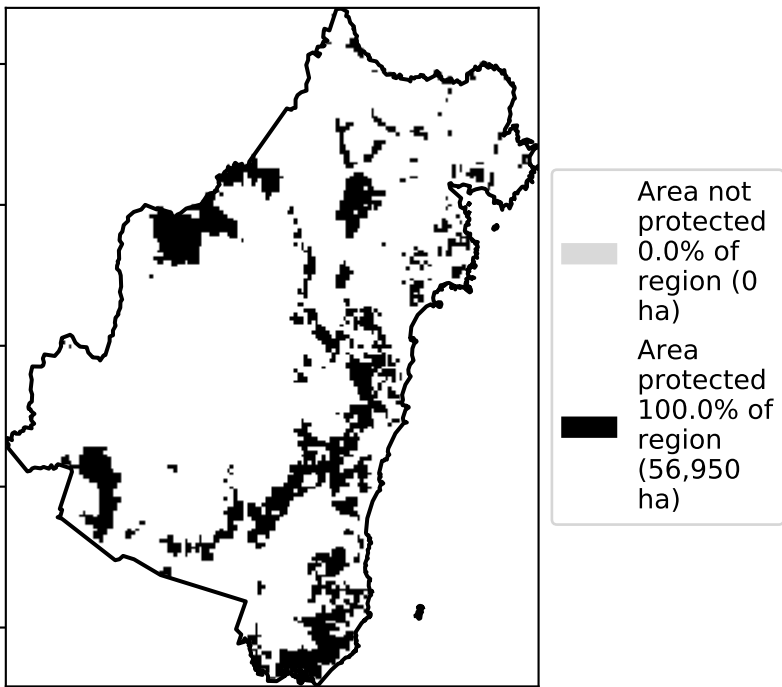 Area not
protected
0.0% of
region (0
ha)
Area
protected
100.0% of
region
(56,950
ha)